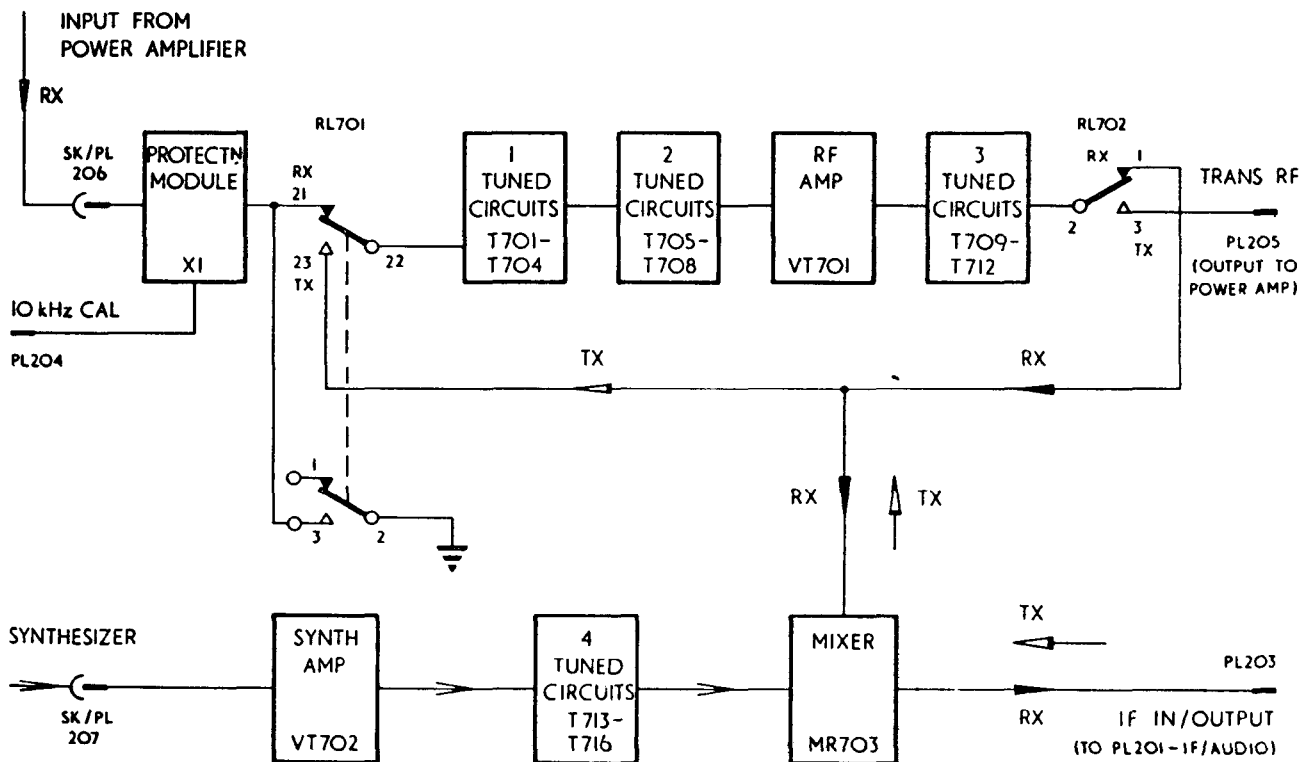 INPUT FROM
POWER AMPLIFIER
RX
SK/PL
206
PROTECTN
MODULE
X1
10 kHz CAL
PL204
RL701
RX
21
23
TX
22
1
TUNED
CIRCUITS
T701-
T704
2
TUNED
CIRCUITS
T705-
T708
RF
AMP
VT701
3
TUNED
CIRCUITS
T709-
T712
RL702
RX
1
2
3
TX
TRANS RF
PL205
(OUTPUT TO
POWER AMP)
TX
RX
1
3
2
RX
TX
SYNTHESIZER
SK/PL
207
SYNTH
AMP
VT702
4
TUNED
CIRCUITS
T713-
T716
MIXER
MR703
TX
RX
PL203
IF IN/OUTPUT
(TO PL201-IF/AUDIO)